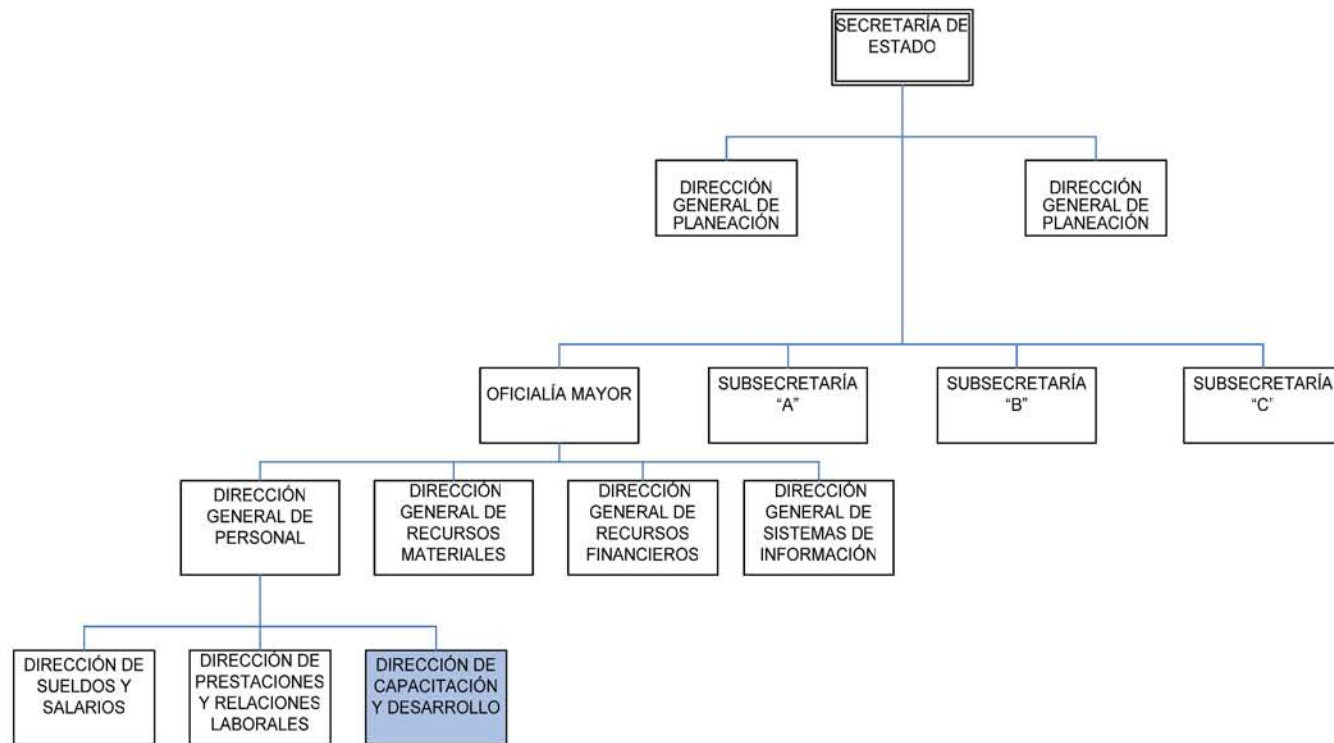 SECRETARÍA DE
ESTADO
DIRECCIÓN
GENERAL DE
PLANEACIÓN
DIRECCIÓN
GENERAL DE
PLANEACIÓN
OFICIALÍA MAYOR
SUBSECRETARÍA
“A”
SUBSECRETARÍA
“B”
SUBSECRETARÍA
“C”
DIRECCIÓN
GENERAL DE
PERSONAL
DIRECCIÓN
GENERAL DE
RECURSOS
MATERIALES
DIRECCIÓN
GENERAL DE
RECURSOS
FINANCIEROS
DIRECCIÓN
GENERAL DE
SISTEMAS DE
INFORMACIÓN
DIRECCIÓN DE
SUELDOS Y
SALARIOS
DIRECCIÓN DE
PRESTACIONES
Y RELACIONES
LABORALES
DIRECCIÓN DE
CAPACITACIÓN
Y DESARROLLO